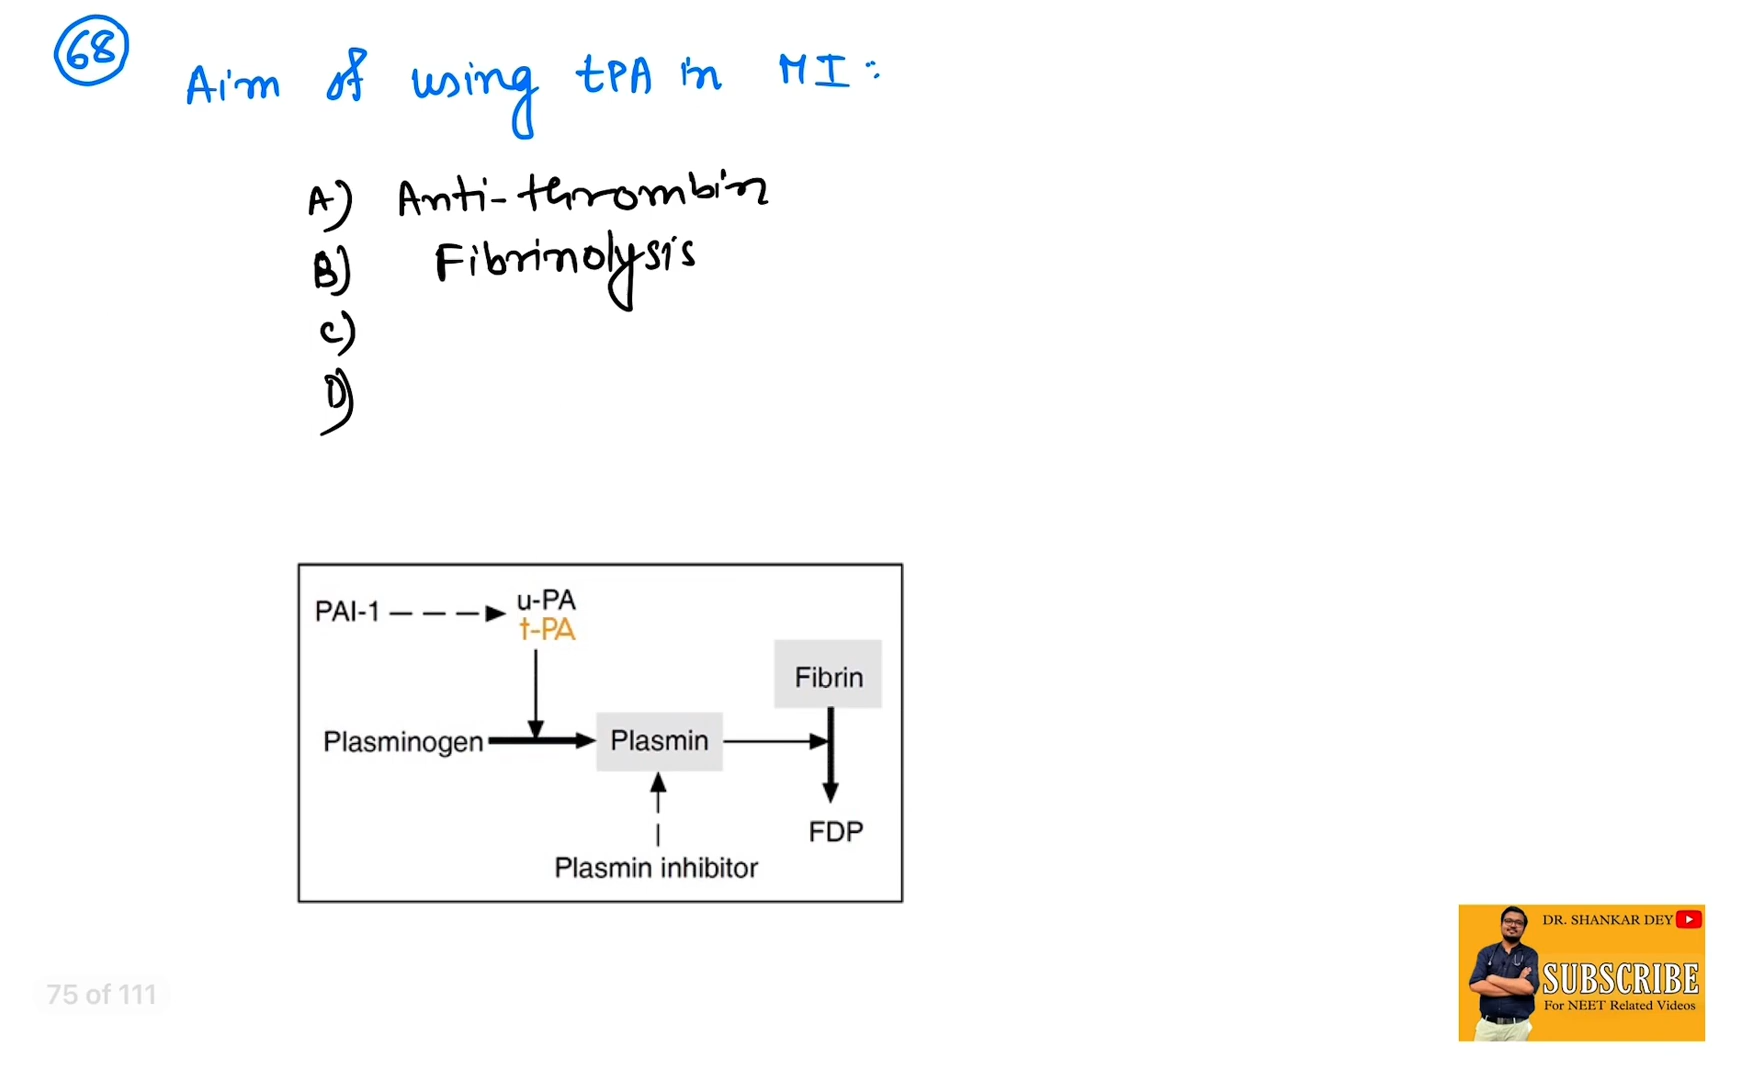 68
Aim of using tPA in MI:
A) Anti-thrombin
B) Fibrinolysis
C)
D)
PAI-1
u-PA
t-PA
Fibrin
Plasminogen
Plasmin
FDP
Plasmin inhibitor
DR. SHANKAR DEY
SUBSCRIBE
For NEET Related Videos
75 of 111